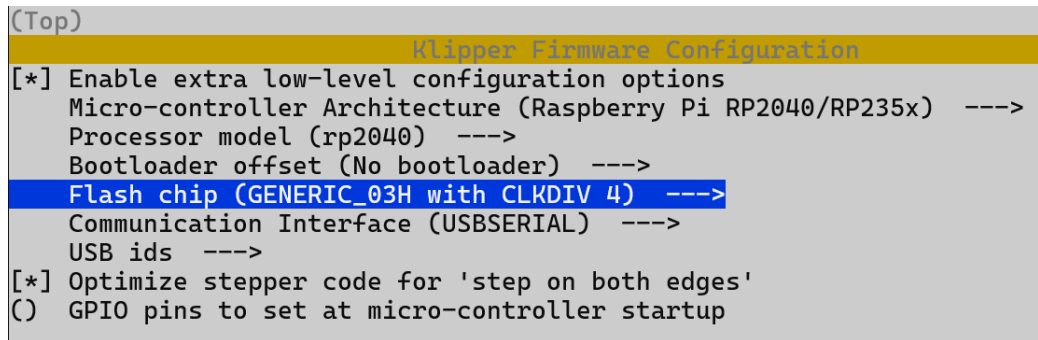 (Top)
Klipper Firmware Configuration
[*] Enable extra low-level configuration options
Micro-controller Architecture (Raspberry Pi RP2040/RP235x)  --->
Processor model (rp2040)  --->
Bootloader offset (No bootloader)  --->
Flash chip (GENERIC_03H with CLKDIV 4)  --->
Communication Interface (USBSERIAL)  --->
USB ids  --->
[*] Optimize stepper code for 'step on both edges'
()  GPIO pins to set at micro-controller startup